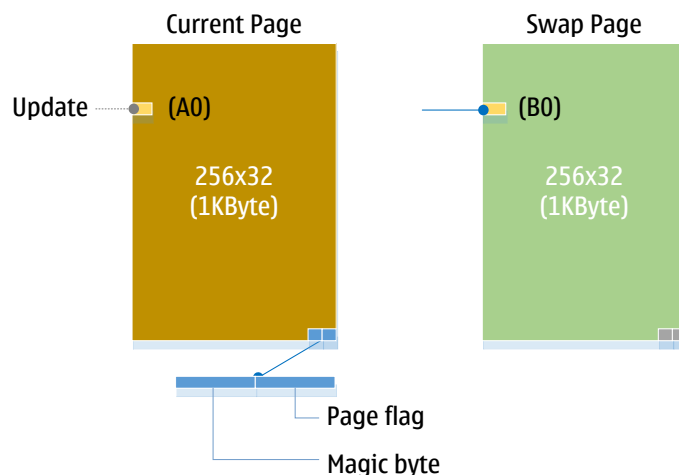 Current Page
Swap Page
Update
(A0)
(B0)
256x32
(1KByte)
256x32
(1KByte)
Page flag
Magic byte